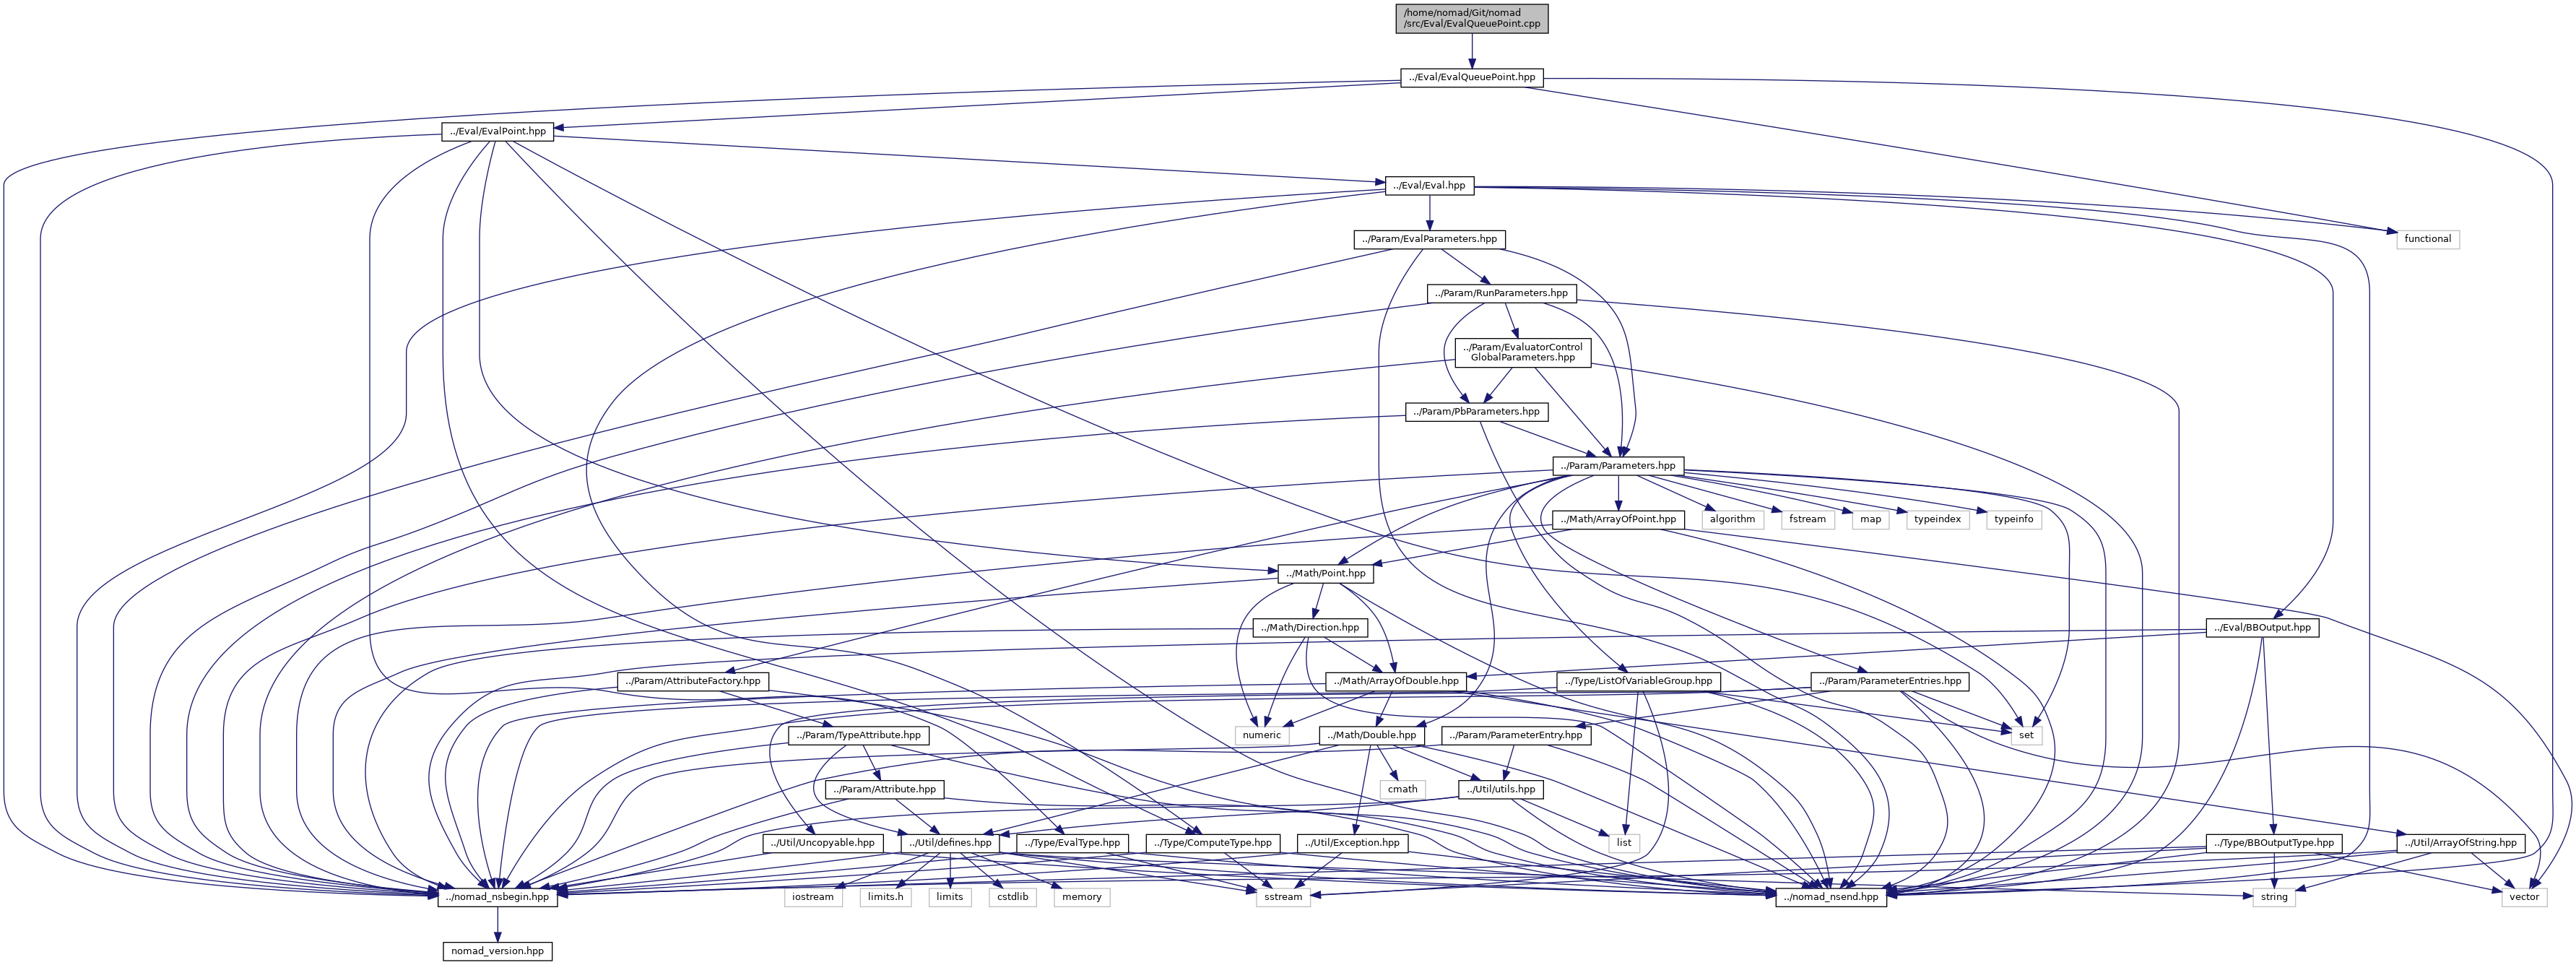 /home/nomad/Git/nomad
/src/Eval/EvalQueuePoint.cpp
../Eval/EvalQueuePoint.hpp
../Eval/EvalPoint.hpp
../Eval/Eval.hpp
../Param/EvalParameters.hpp
functional
../Param/RunParameters.hpp
../Param/EvaluatorControl
GlobalParameters.hpp
../Param/PbParameters.hpp
../Param/Parameters.hpp
../Math/ArrayOfPoint.hpp
algorithm
fstream
map
typeindex
typeinfo
../Math/Point.hpp
../Math/Direction.hpp
../Eval/BBOutput.hpp
../Param/AttributeFactory.hpp
../Math/ArrayOfDouble.hpp
../Type/ListOfVariableGroup.hpp
../Param/ParameterEntries.hpp
../Param/TypeAttribute.hpp
numeric
../Math/Double.hpp
../Param/ParameterEntry.hpp
set
../Param/Attribute.hpp
cmath
../Util/utils.hpp
../Util/Uncopyable.hpp
../Util/defines.hpp
../Type/EvalType.hpp
../Type/ComputeType.hpp
../Util/Exception.hpp
list
../Type/BBOutputType.hpp
../Util/ArrayOfString.hpp
../nomad_nsbegin.hpp
iostream
limits.h
limits
cstdlib
memory
sstream
../nomad_nsend.hpp
string
vector
nomad_version.hpp